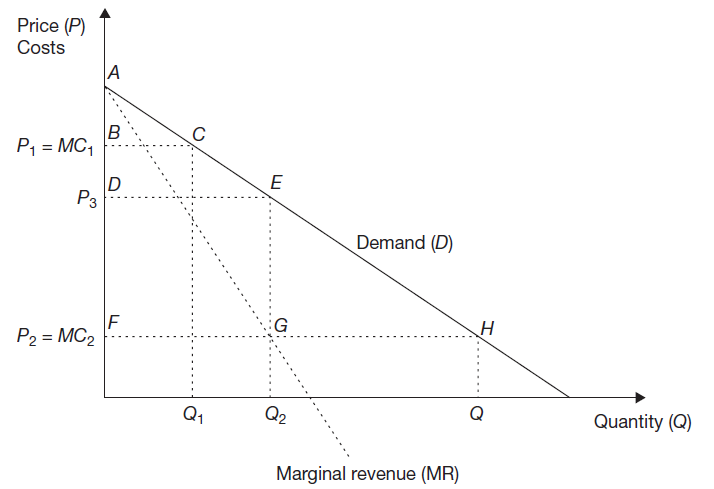 Price (P)
Costs
A
B
C
P₁ = MC₁
D
E
P₃
Demand (D)
F
G
H
P₂ = MC₂
Q₁
Q₂
Q
Quantity (Q)
Marginal revenue (MR)